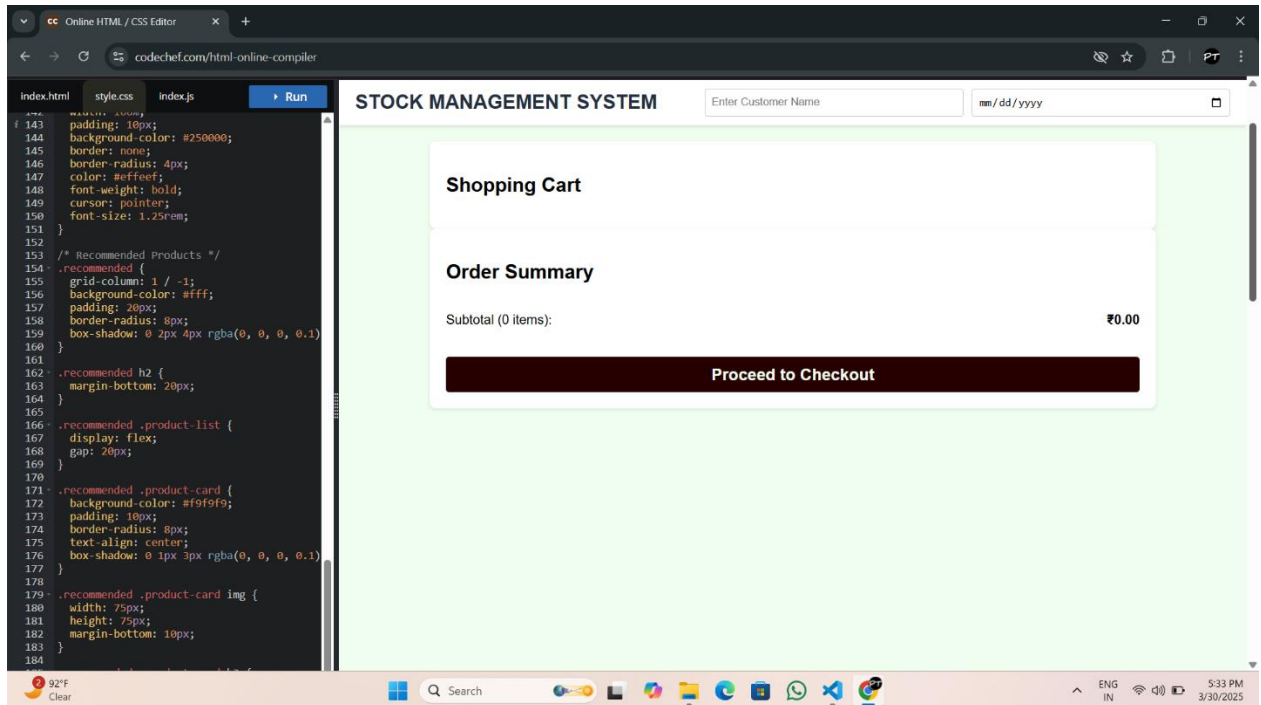 cc Online HTML / CSS Editor
codechef.com/html-online-compiler
PT
index.html style.css index.js Run
STOCK MANAGEMENT SYSTEM Enter Customer Name mm/dd/yyyy
142 width: 100%;
143 padding: 10px;
144 background-color: #250000;
145 border: none;
146 border-radius: 4px;
147 color: #effeef;
148 font-weight: bold;
149 cursor: pointer;
150 font-size: 1.25rem;
151 }
152
153 /* Recommended Products */
154 .recommended {
155 grid-column: 1 / -1;
156 background-color: #fff;
157 padding: 20px;
158 border-radius: 8px;
159 box-shadow: 0 2px 4px rgba(0, 0, 0, 0.1)
160 }
161
162 .recommended h2 {
163 margin-bottom: 20px;
164 }
165
166 .recommended .product-list {
167 display: flex;
168 gap: 20px;
169 }
170
171 .recommended .product-card {
172 background-color: #f9f9f9;
173 padding: 10px;
174 border-radius: 8px;
175 text-align: center;
176 box-shadow: 0 1px 3px rgba(0, 0, 0, 0.1)
177 }
178
179 .recommended .product-card img {
180 width: 75px;
181 height: 75px;
182 margin-bottom: 10px;
183 }
184
Shopping Cart
Order Summary
Subtotal (0 items): ₹0.00
Proceed to Checkout
2 92°F
Clear
Search
PT
ENG
IN
5:33 PM
3/30/2025